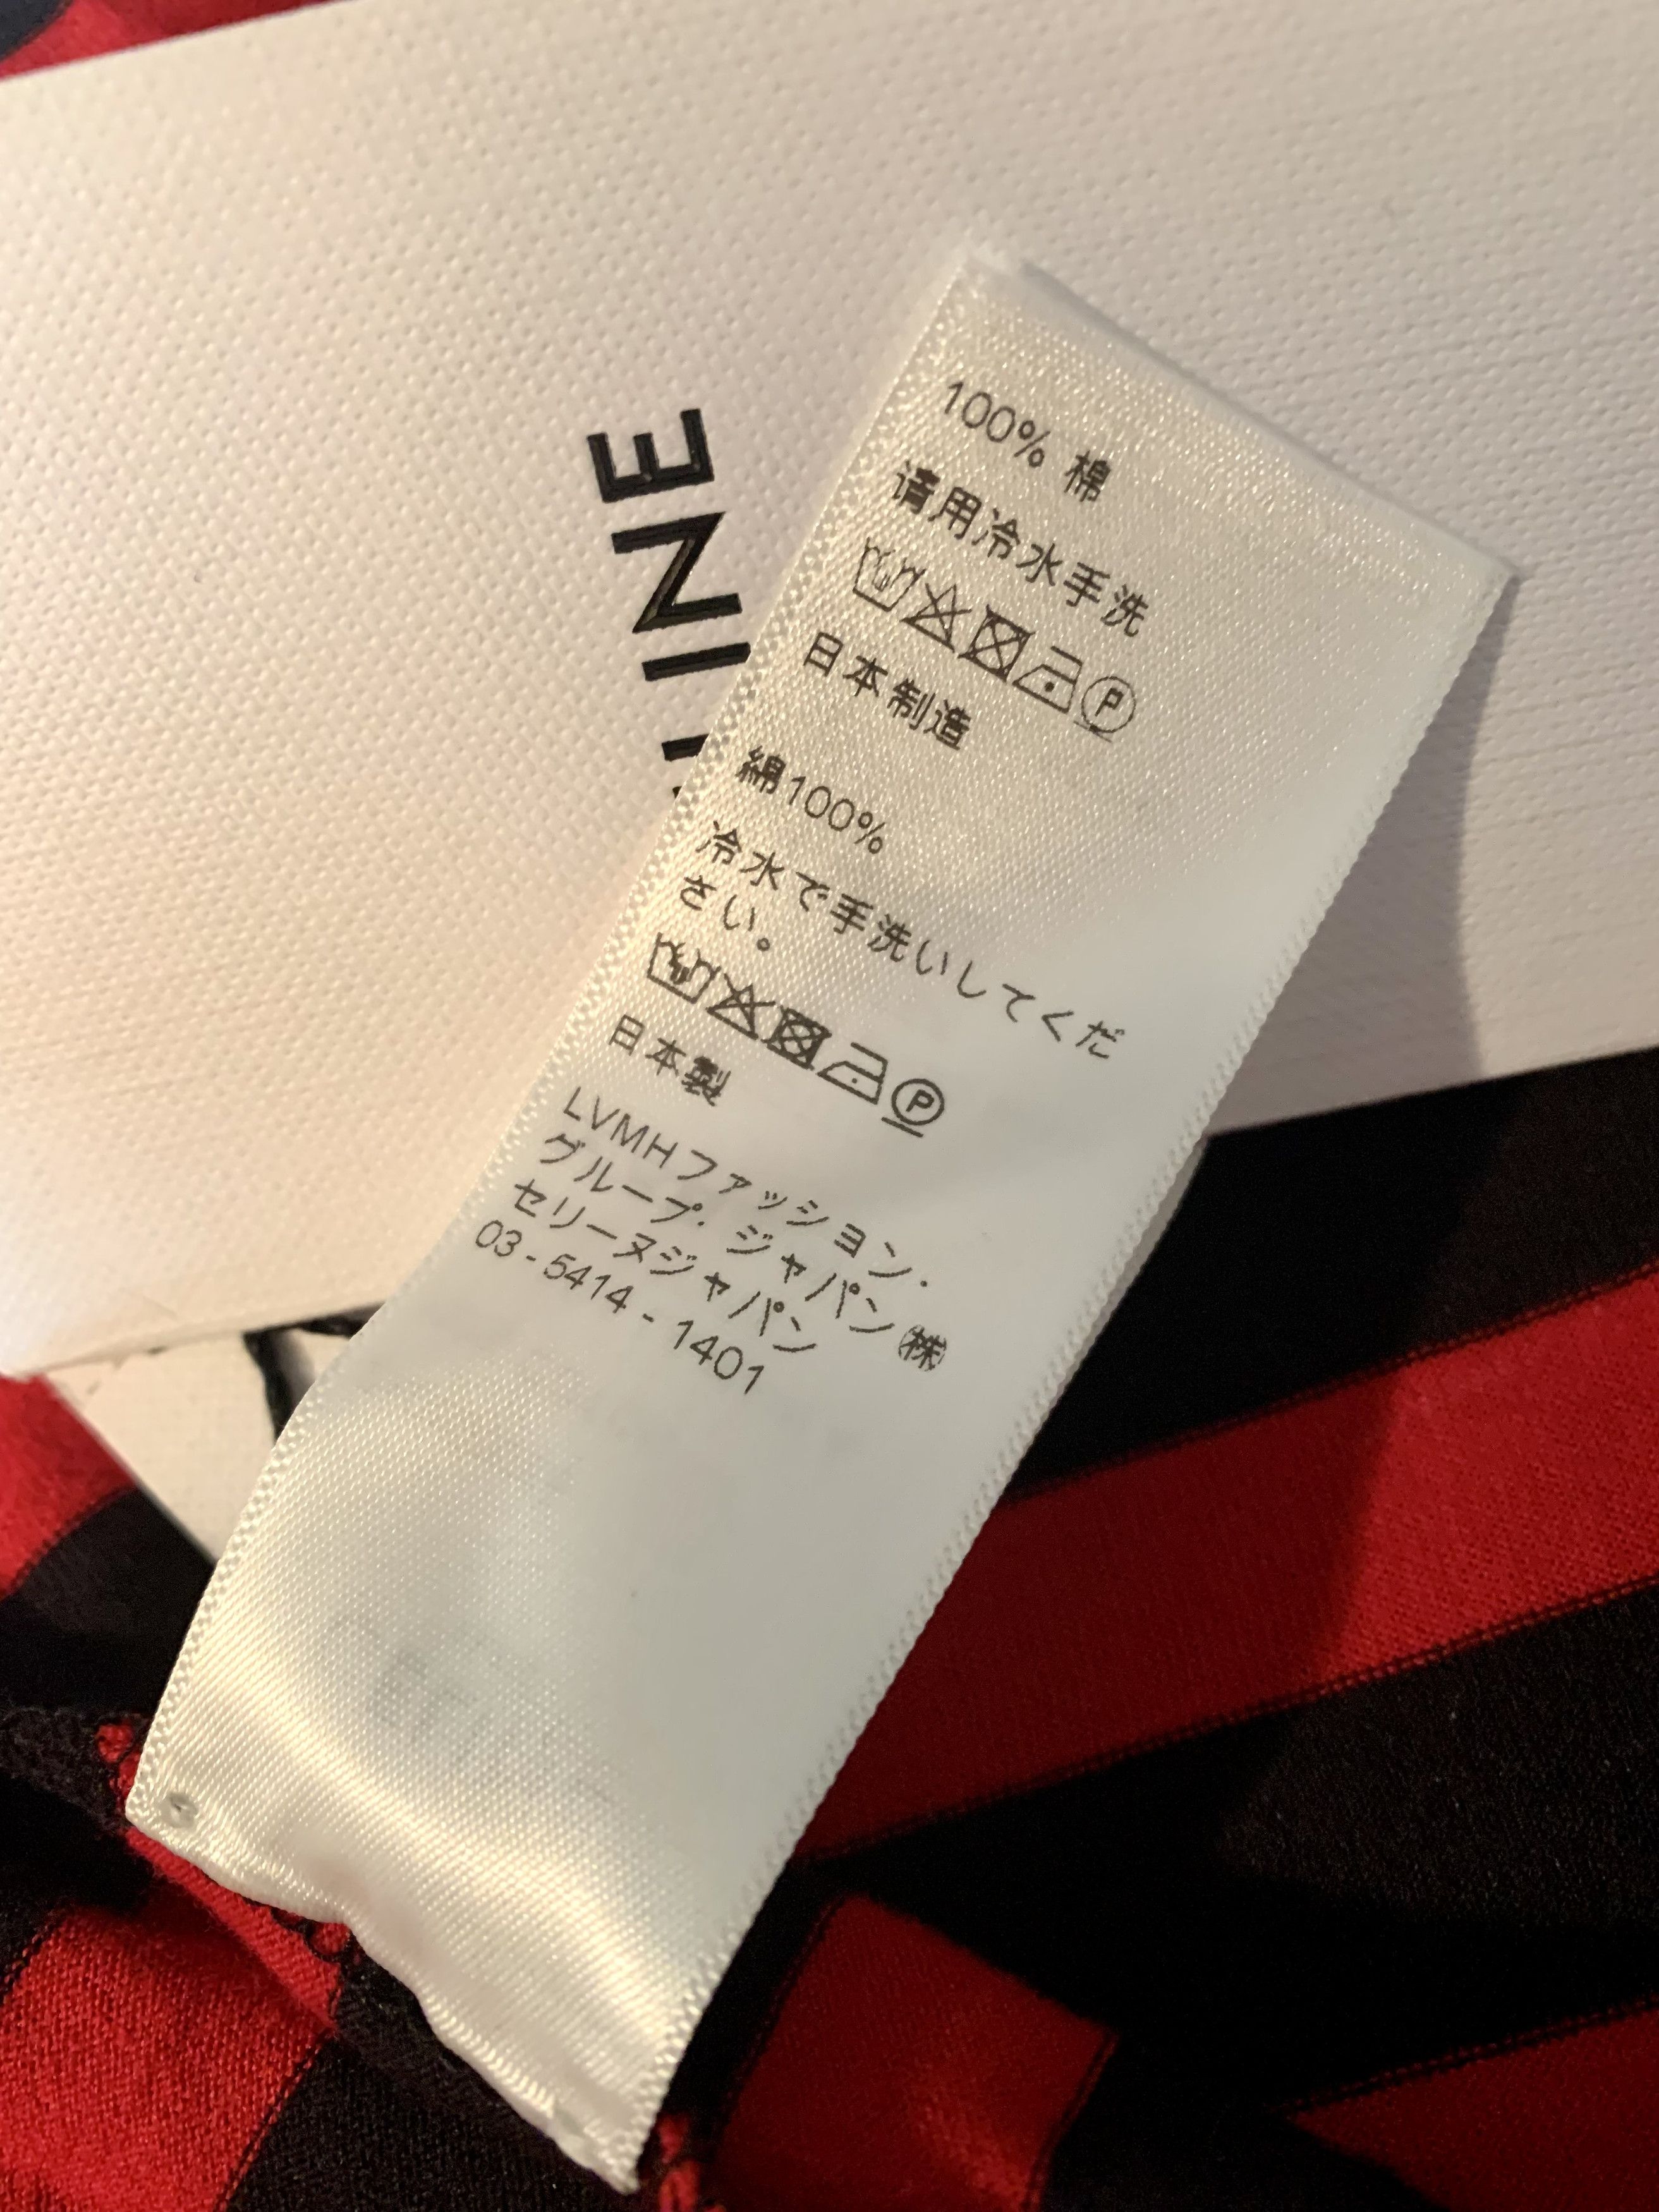 LINE
100% 棉
请用冷水手洗
P
日本制造
綿100%
冷水で手洗いしてくだ
さい。
P
日本製
LVMHファッション・
グループ・ジャパン㈱
セリーヌジャパン
03-5414-1401